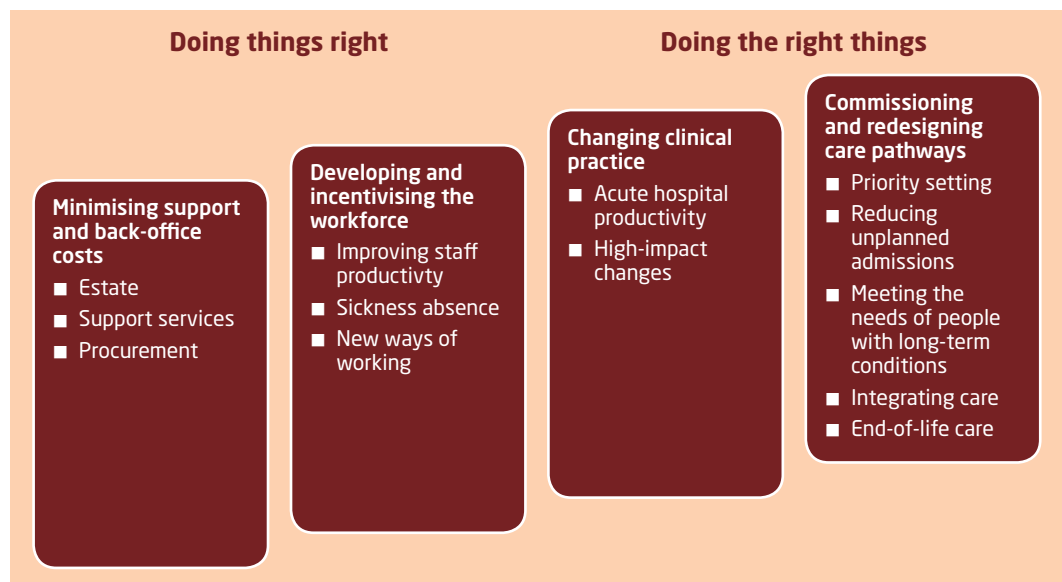 Doing things right
Doing the right things
Minimising support
and back-office
costs
■ Estate
■ Support services
■ Procurement
Developing and
incentivising the
workforce
■ Improving staff
productivty
■ Sickness absence
■ New ways of
working
Changing clinical
practice
■ Acute hospital
productivity
■ High-impact
changes
Commissioning
and redesigning
care pathways
■ Priority setting
■ Reducing
unplanned
admissions
■ Meeting the
needs of people
with long-term
conditions
■ Integrating care
■ End-of-life care